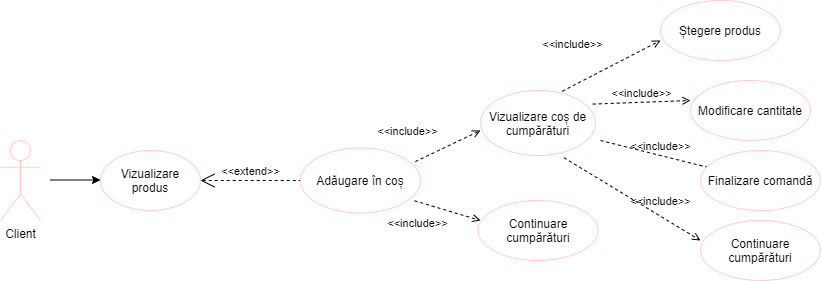 Ștegere produs
<<include>>
Modificare cantitate
<<include>>
Vizualizare coș de
cumpărături
<<include>>
<<include>>
Vizualizare
produs
<<extend>>
Adăugare în coș
Finalizare comandă
<<include>>
<<include>>
Continuare
cumpărături
Continuare
cumpărături
Client